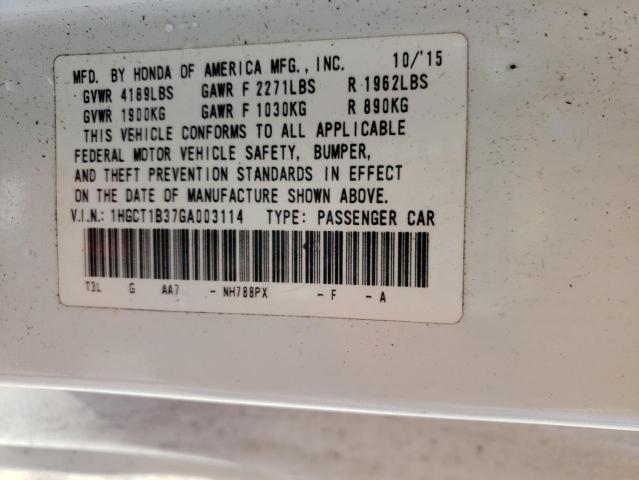 MFD. BY HONDA OF AMERICA MFG., INC. 10/'15
GVWR 4189LBS GAWR F 2271LBS R 1962LBS
GVWR 1900KG GAWR F 1030KG R 890KG
THIS VEHICLE CONFORMS TO ALL APPLICABLE
FEDERAL MOTOR VEHICLE SAFETY, BUMPER,
AND THEFT PREVENTION STANDARDS IN EFFECT
ON THE DATE OF MANUFACTURE SHOWN ABOVE.
V.I.N.: 1HGCT1B37GA003114 TYPE: PASSENGER CAR
T3L G AA7 - NH788PX - F - A